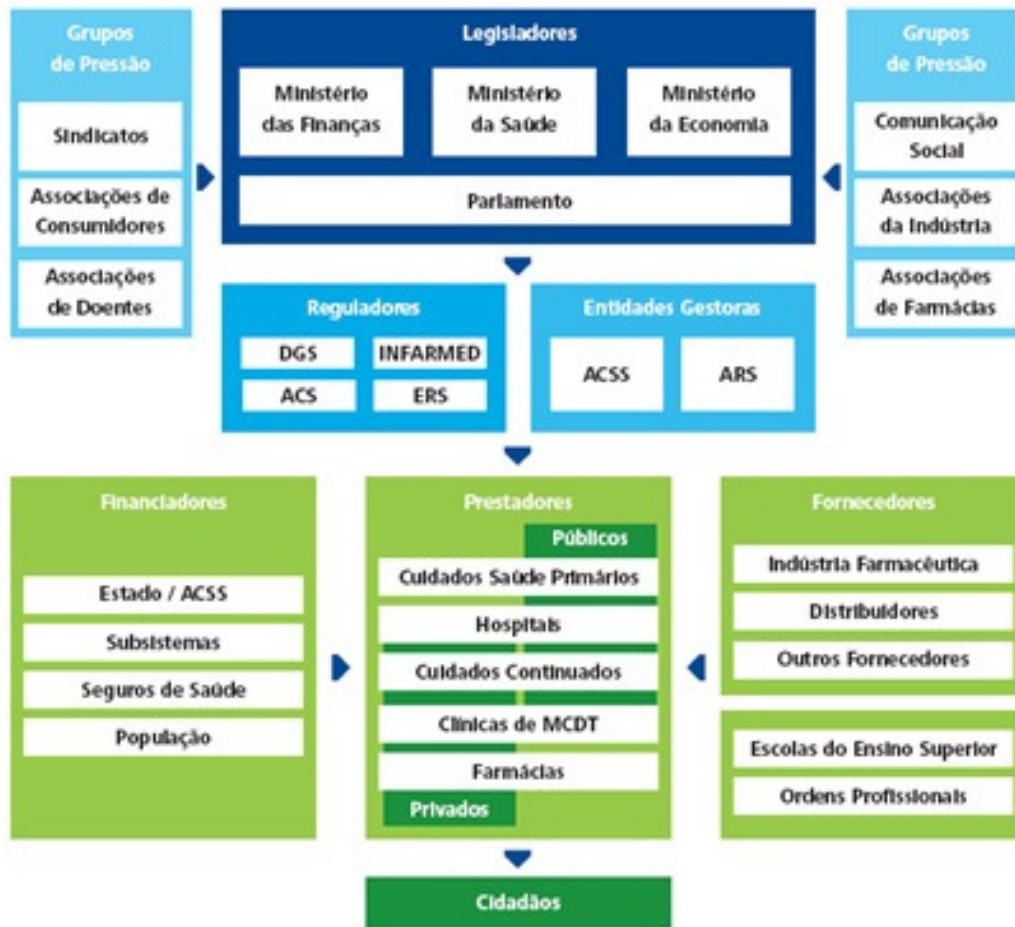 Grupos
de Pressão
Sindicatos
Associações de
Consumidores
Associações
de Doentes
Legisladores
Ministério
das Finanças
Ministério
da Saúde
Ministério
da Economia
Parlamento
Grupos
de Pressão
Comunicação
Social
Associações
da Indústria
Associações
de Farmácias
Reguladores
DGS
INFARMED
ACS
ERS
Entidades Gestoras
ACSS
ARS
Financiadores
Estado / ACSS
Subsistemas
Seguros de Saúde
População
Prestadores
Públicos
Cuidados Saúde Primários
Hospitais
Cuidados Continuados
Clínicas de MCDT
Farmácias
Privados
Fornecedores
Indústria Farmacêutica
Distribuidores
Outros Fornecedores
Escolas do Ensino Superior
Ordens Profissionais
Cidadãos